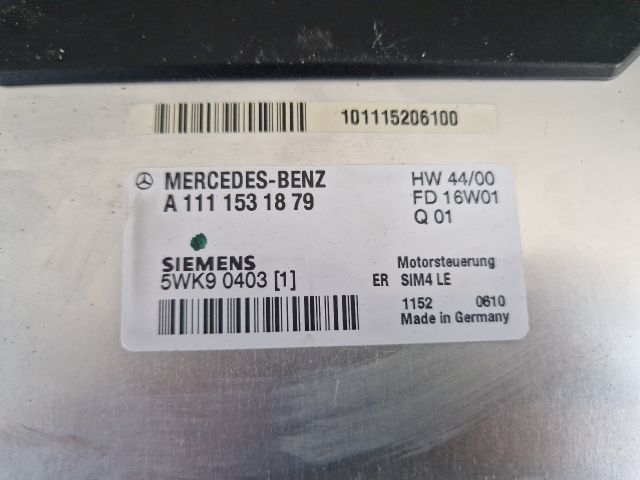 101115206100
MERCEDES-BENZ
A 111 153 18 79
HW 44/00
FD 16W01
Q 01
SIEMENS
5WK9 0403 [1]
Motorsteuerung
ER SIM4 LE
1152 0610
Made in Germany